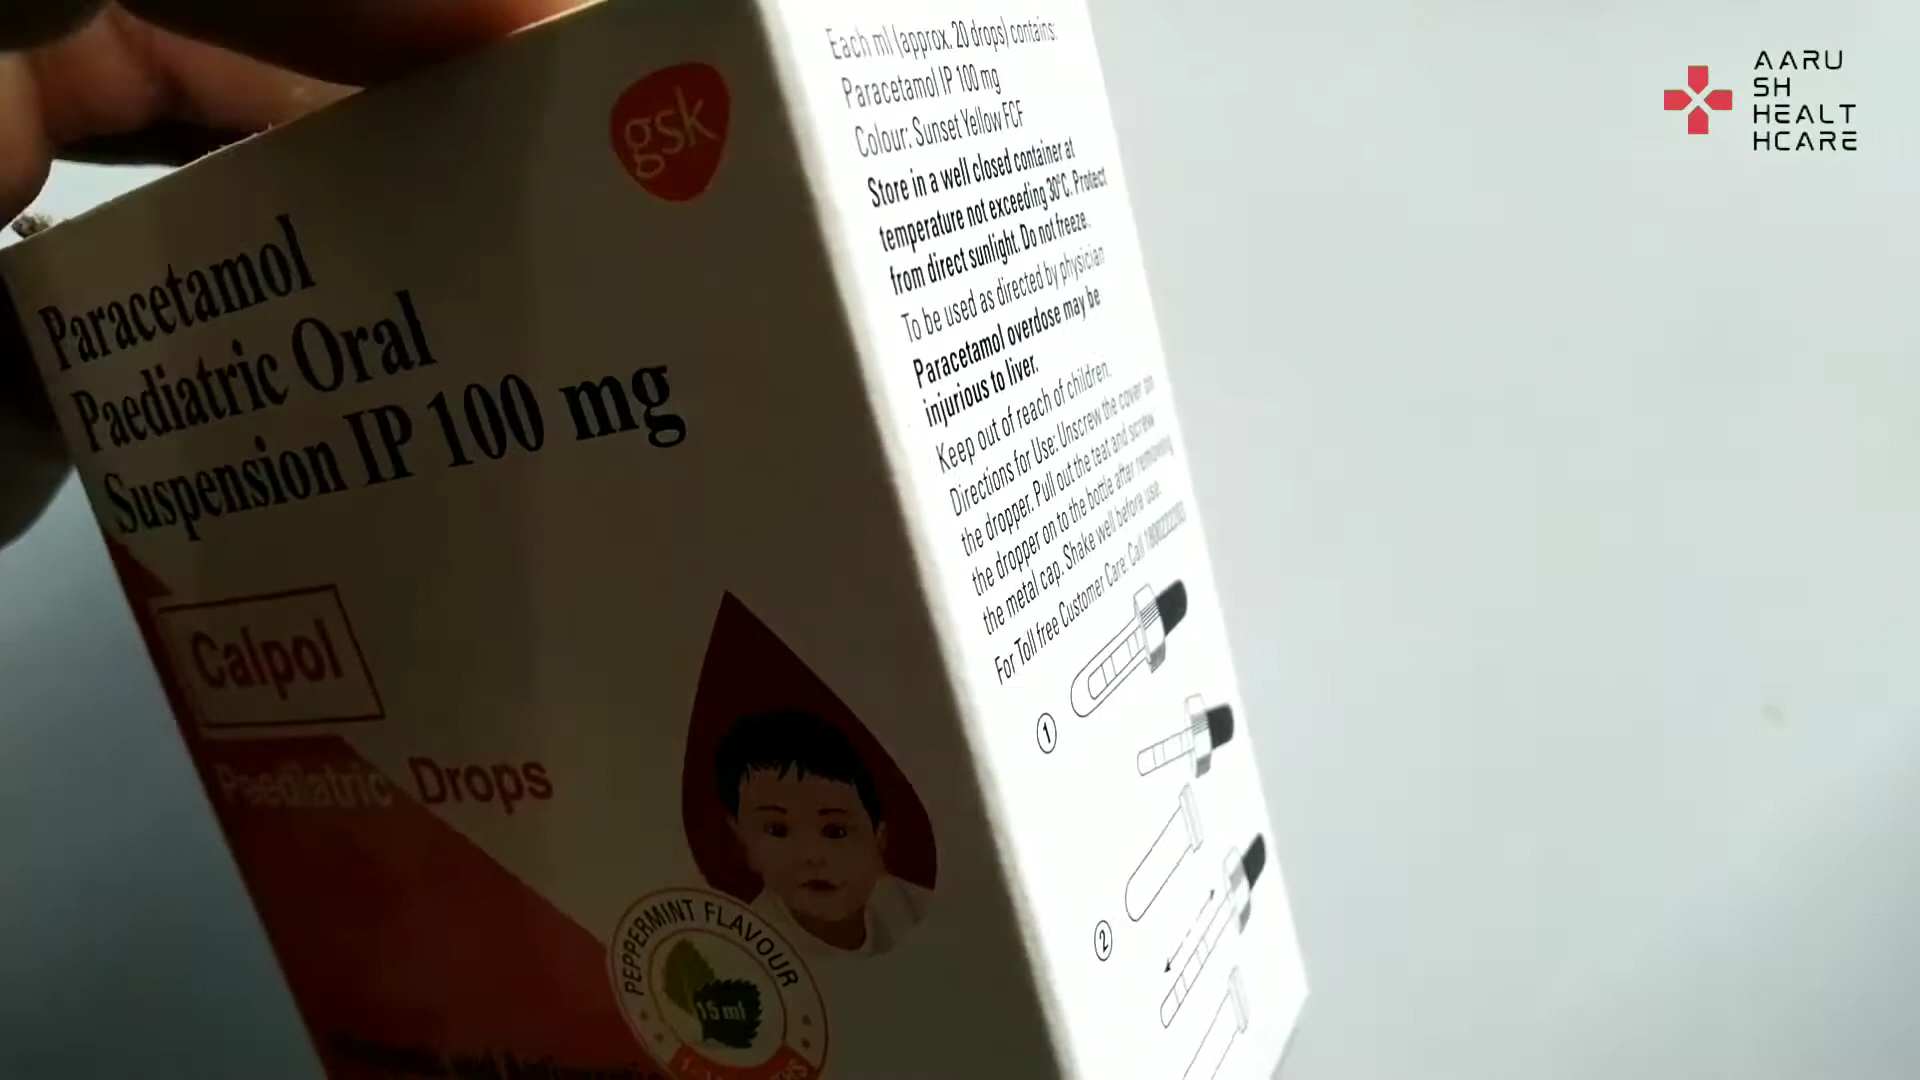 gsk
Paracetamol
Paediatric Oral
Suspension IP 100 mg
Calpol
Paediatric Drops
PEPPERMINT FLAVOUR
15 ml
Each ml (approx. 20 drops) contains:
Paracetamol IP 100 mg
Colour: Sunset Yellow FCF
Store in a well closed container at
temperature not exceeding 30°C. Protect
from direct sunlight. Do not freeze.
To be used as directed by physician
Paracetamol overdose may be
injurious to liver.
Keep out of reach of children.
Directions for Use: Unscrew the cover on
the dropper. Pull out the teat and screw
the dropper on to the bottle after removing
the metal cap. Shake well before use.
For Toll free Customer Care: Call
1
2
AARU
SH
HEALT
HCARE